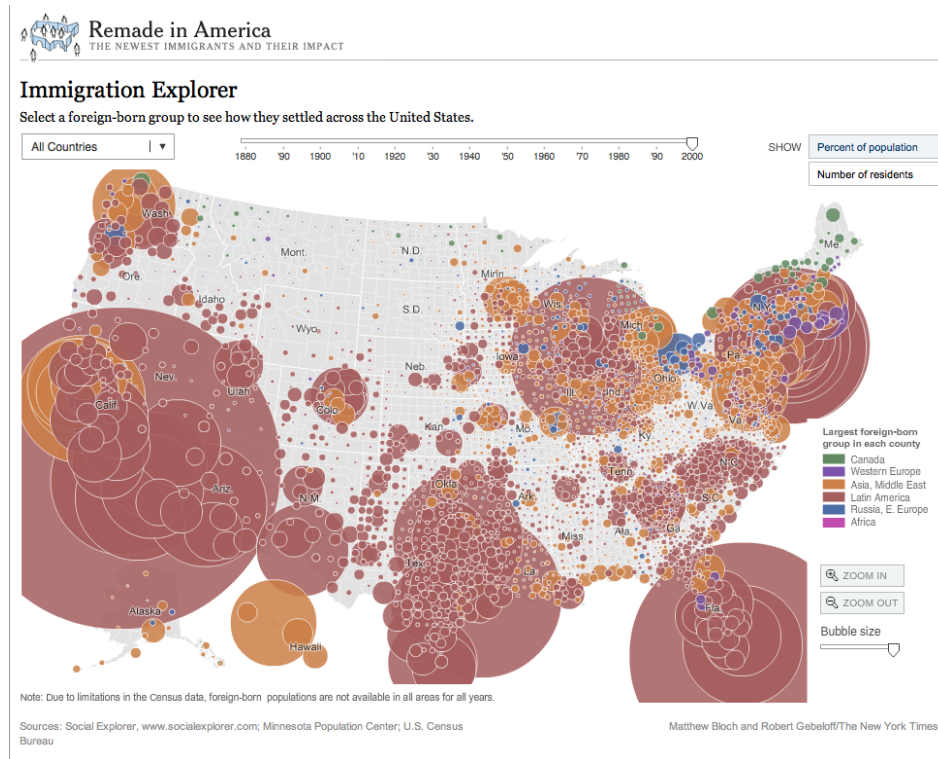 Remade in America
THE NEWEST IMMIGRANTS AND THEIR IMPACT
Immigration Explorer
Select a foreign-born group to see how they settled across the United States.
All Countries
1880 '90 1900 '10 1920 '30 1940 '50 1960 '70 1980 '90 2000
SHOW
Percent of population
Number of residents
Wash.
Mont.
N.D.
Minn.
Me.
Ore.
Idaho
S.D.
Wis.
Mich.
N.Y.
Wyo.
Iowa
Pa.
Neb.
Nev.
Utah
Ill.
Ind.
Ohio
Calif.
Colo.
W.Va.
Kan.
Mo.
Va.
Ky.
Largest foreign-born
group in each county
Canada
Western Europe
Asia, Middle East
Latin America
Russia, E. Europe
Africa
Ariz.
N.M.
Okla.
Ark.
Tenn.
N.C.
S.C.
Tex.
La.
Miss.
Ala.
Ga.
ZOOM IN
ZOOM OUT
Alaska
Hawaii
Fla.
Bubble size
Note: Due to limitations in the Census data, foreign-born populations are not available in all areas for all years.
Sources: Social Explorer, www.socialexplorer.com; Minnesota Population Center; U.S. Census
Bureau
Matthew Bloch and Robert Gebeloff/The New York Times